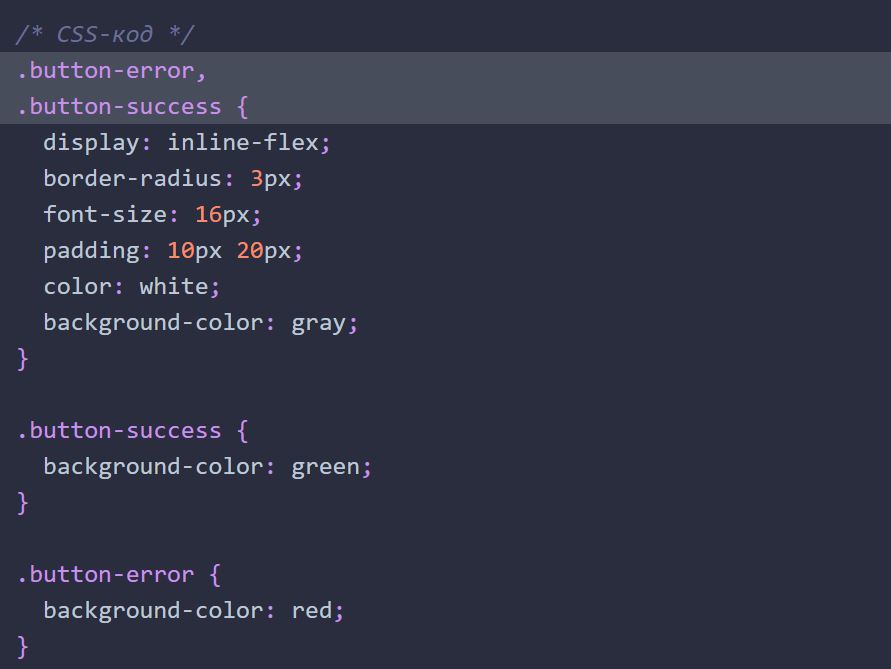 /* CSS-код */
.button-error,
.button-success {
  display: inline-flex;
  border-radius: 3px;
  font-size: 16px;
  padding: 10px 20px;
  color: white;
  background-color: gray;
}

.button-success {
  background-color: green;
}

.button-error {
  background-color: red;
}